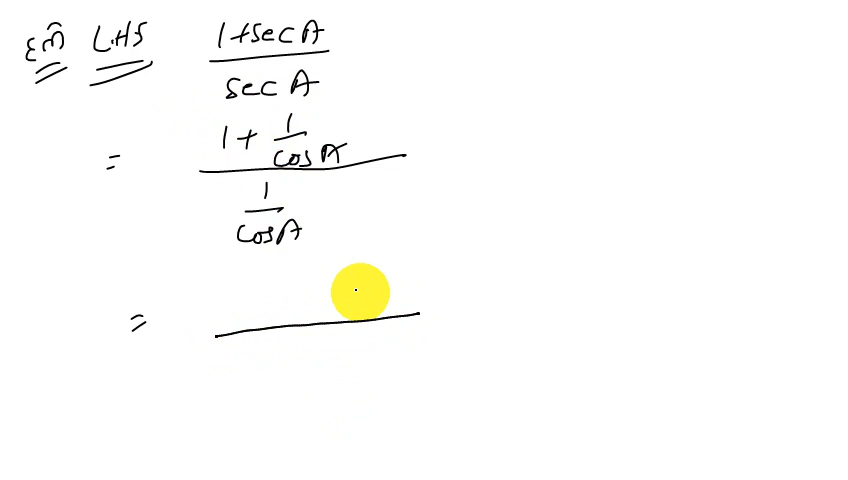 LHS 1+secA
secA
= 1 + 1
cosA
1
cosA
=